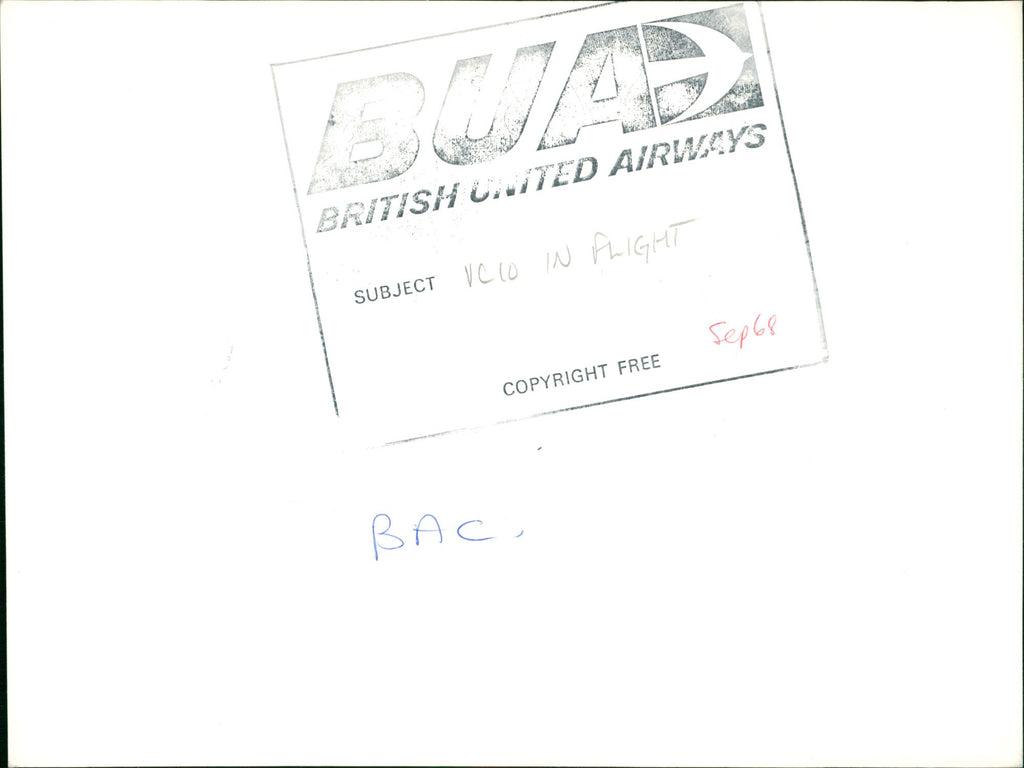 BUA
BRITISH UNITED AIRWAYS
SUBJECT VC10 IN FLIGHT
Sep 68
COPYRIGHT FREE
BAC.